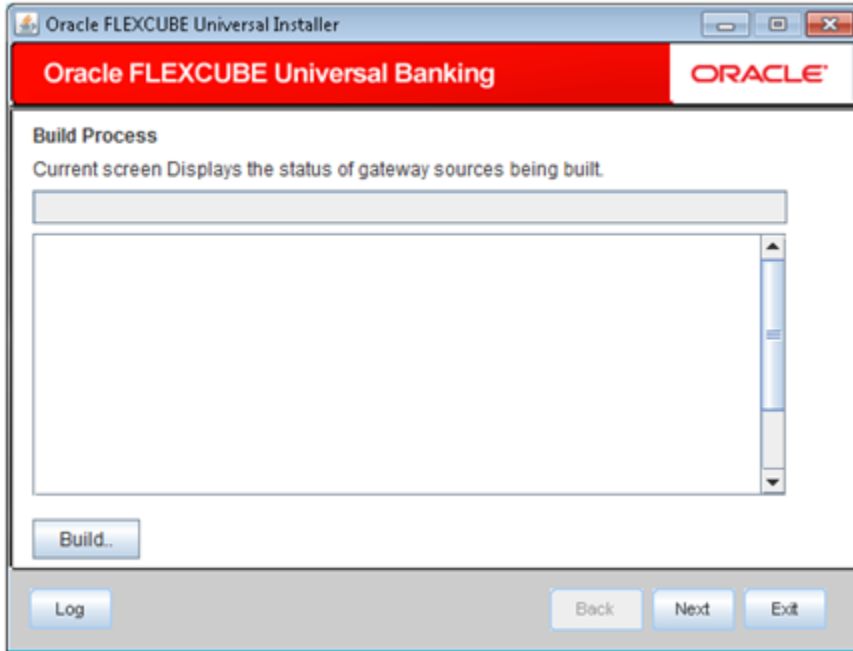 Oracle FLEXCUBE Universal Installer
Oracle FLEXCUBE Universal Banking
ORACLE®
Build Process
Current screen Displays the status of gateway sources being built.
Build..
Log
Back
Next
Exit